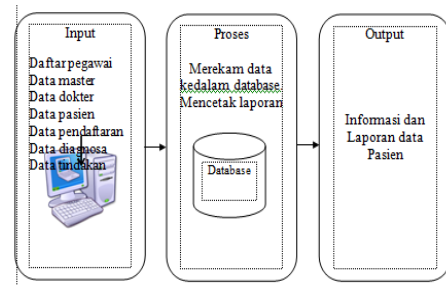 Input
Daftar pegawai
Data master
Data dokter
Data pasien
Data pendaftaran
Data diagnosa
Data tindakan
Proses
Merekam data
kedalam database.
Mencetak laporan
Database
Output
Informasi dan
Laporan data
Pasien